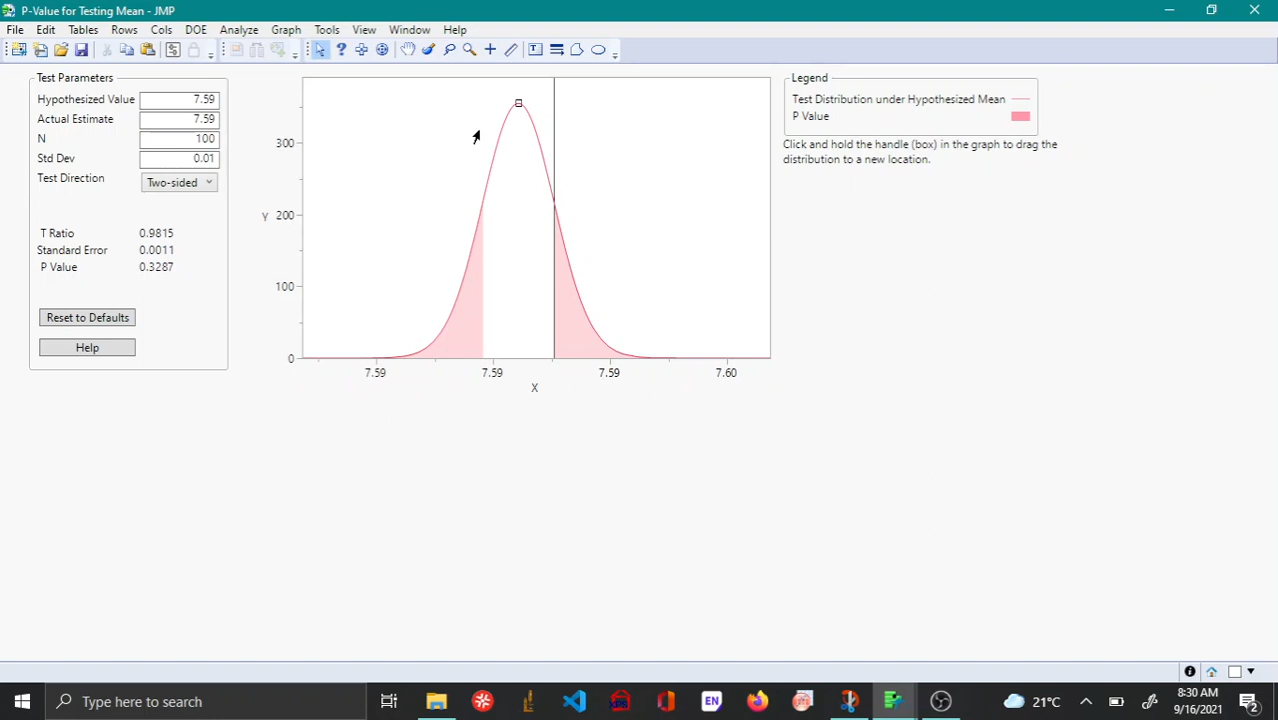 P-Value for Testing Mean - JMP
File Edit Tables Rows Cols DOE Analyze Graph Tools View Window Help
Test Parameters
Hypothesized Value 7.59
Actual Estimate 7.59
N 100
Std Dev 0.01
Test Direction Two-sided
T Ratio 0.9815
Standard Error 0.0011
P Value 0.3287
Reset to Defaults
Help
300
200
100
0
Y
7.59 7.59 7.59 7.60
X
Legend
Test Distribution under Hypothesized Mean
P Value
Click and hold the handle (box) in the graph to drag the
distribution to a new location.
Type here to search
EN
21°C
8:30 AM
9/16/2021
2